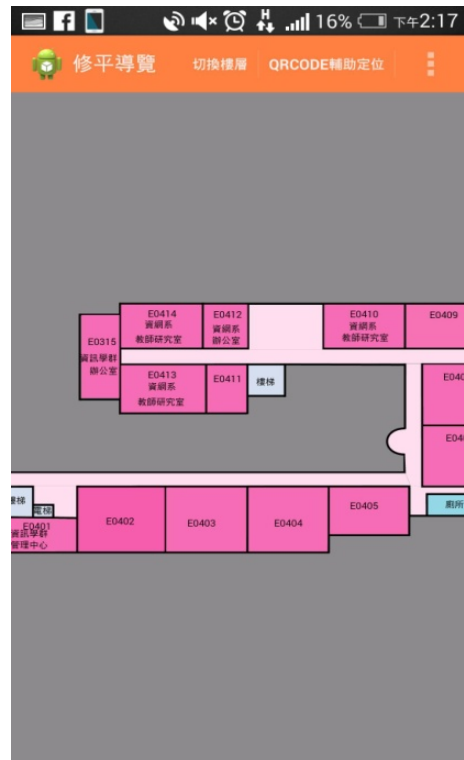 H
16%
下午2:17
修平導覽
切換樓層
QRCODE輔助定位
E0414
資網系
教師研究室
E0412
資網系
辦公室
E0410
資網系
教師研究室
E0409
E0315
資訊學群
辦公室
E0413
資網系
教師研究室
E0411
樓梯
樓梯
電梯
E0401
資訊學群
管理中心
E0402
E0403
E0404
E0405
廁所